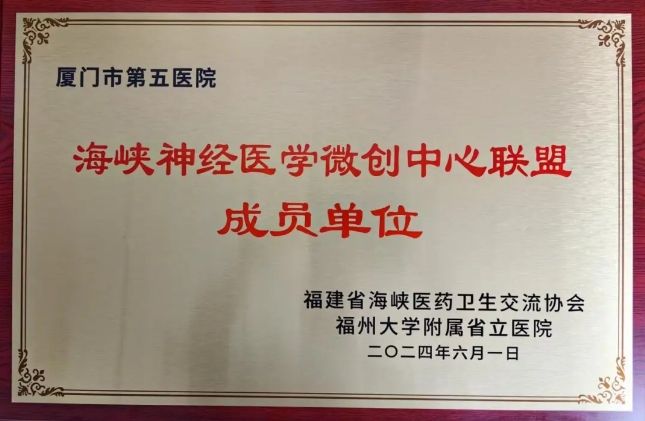 厦门市第五医院
海峡神经医学微创中心联盟
成员单位
福建省海峡医药卫生交流协会
福州大学附属省立医院
二〇二四年六月一日